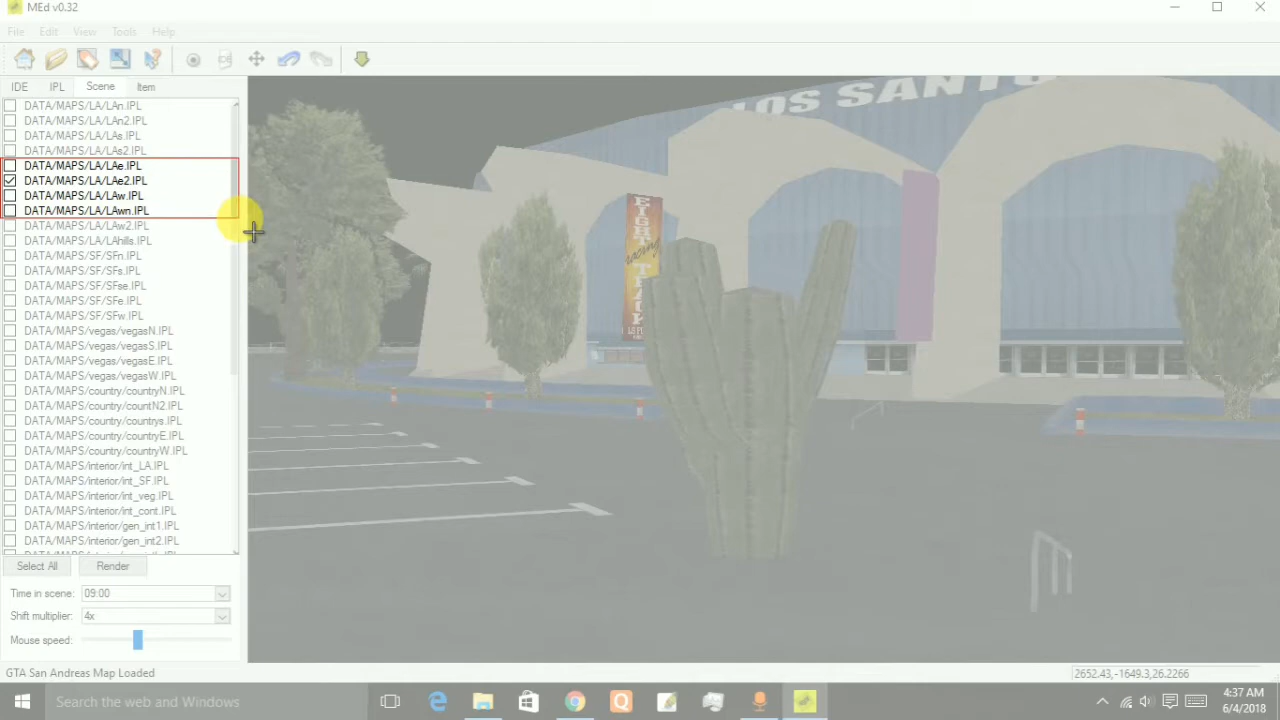 MEd v0.32
File Edit View Tools Help
IDE IPL Scene Item
DATA/MAPS/LA/LAn.IPL
DATA/MAPS/LA/LAn2.IPL
DATA/MAPS/LA/LAs.IPL
DATA/MAPS/LA/LAs2.IPL
DATA/MAPS/LA/LAe.IPL
DATA/MAPS/LA/LAe2.IPL
DATA/MAPS/LA/LAw.IPL
DATA/MAPS/LA/LAwn.IPL
DATA/MAPS/LA/LAw2.IPL
DATA/MAPS/LA/LAhills.IPL
DATA/MAPS/SF/SFn.IPL
DATA/MAPS/SF/SFs.IPL
DATA/MAPS/SF/SFse.IPL
DATA/MAPS/SF/SFe.IPL
DATA/MAPS/SF/SFw.IPL
DATA/MAPS/vegas/vegasN.IPL
DATA/MAPS/vegas/vegasS.IPL
DATA/MAPS/vegas/vegasE.IPL
DATA/MAPS/vegas/vegasW.IPL
DATA/MAPS/country/countryN.IPL
DATA/MAPS/country/countN2.IPL
DATA/MAPS/country/countrys.IPL
DATA/MAPS/country/countryE.IPL
DATA/MAPS/country/countryW.IPL
DATA/MAPS/interior/int_LA.IPL
DATA/MAPS/interior/int_SF.IPL
DATA/MAPS/interior/int_veg.IPL
DATA/MAPS/interior/int_cont.IPL
DATA/MAPS/interior/gen_int1.IPL
DATA/MAPS/interior/gen_int2.IPL
Select All Render
Time in scene: 09:00
Shift multiplier: 4x
Mouse speed:
LOS SANTO
EIGHT
racing
TRACK
GTA San Andreas Map Loaded
2652.43,-1649.3,26.2266
Search the web and Windows
4:37 AM
6/4/2018